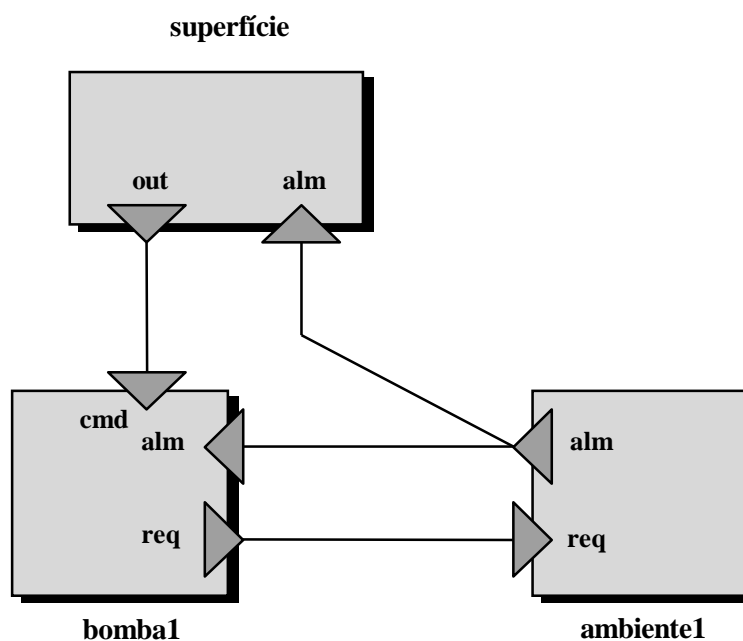 superfície
out
alm
cmd
alm
alm
req
req
bomba1
ambiente1